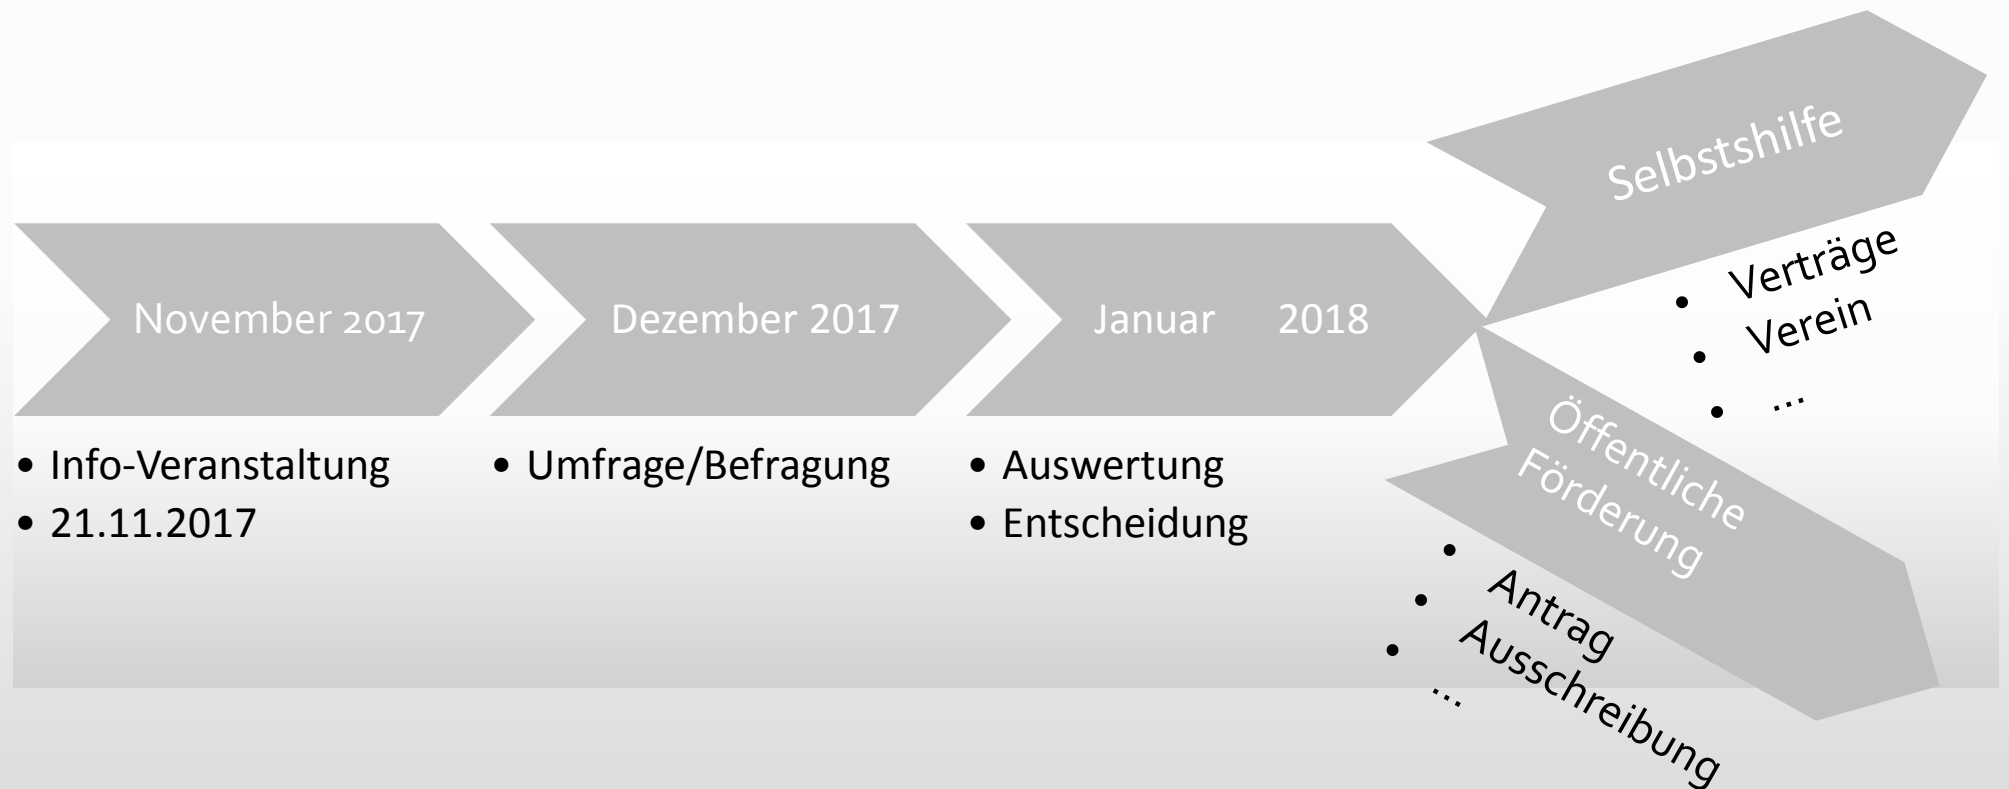 November 2017
• Info-Veranstaltung
• 21.11.2017
Dezember 2017
• Umfrage/Befragung
Januar 2018
• Auswertung
• Entscheidung
Selbstshilfe
• Verträge
• Verein
• ...
Öffentliche
Förderung
• Antrag
• Ausschreibung
• ...